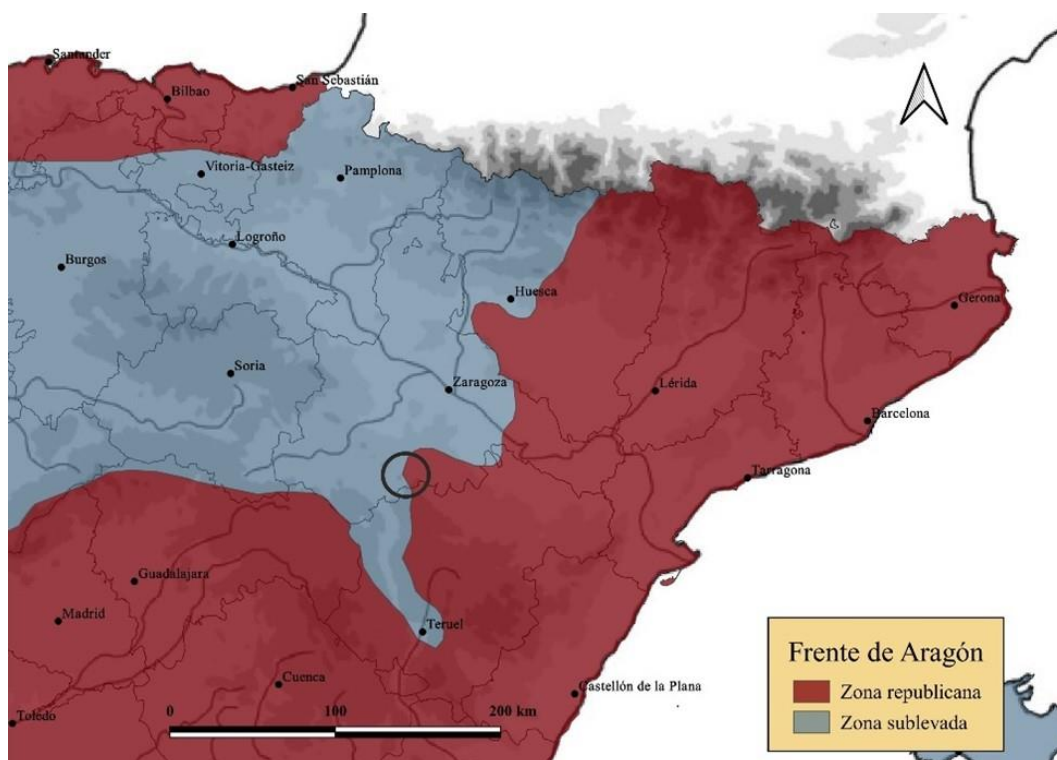 Santander
San Sebastián
Bilbao
Vitoria-Gasteiz
Pamplona
Logroño
Burgos
Huesca
Gerona
Soria
Zaragoza
Lérida
Barcelona
Tarragona
Guadalajara
Madrid
Teruel
Cuenca
Castellón de la Plana
Toledo
0 100 200 km
Frente de Aragón
Zona republicana
Zona sublevada